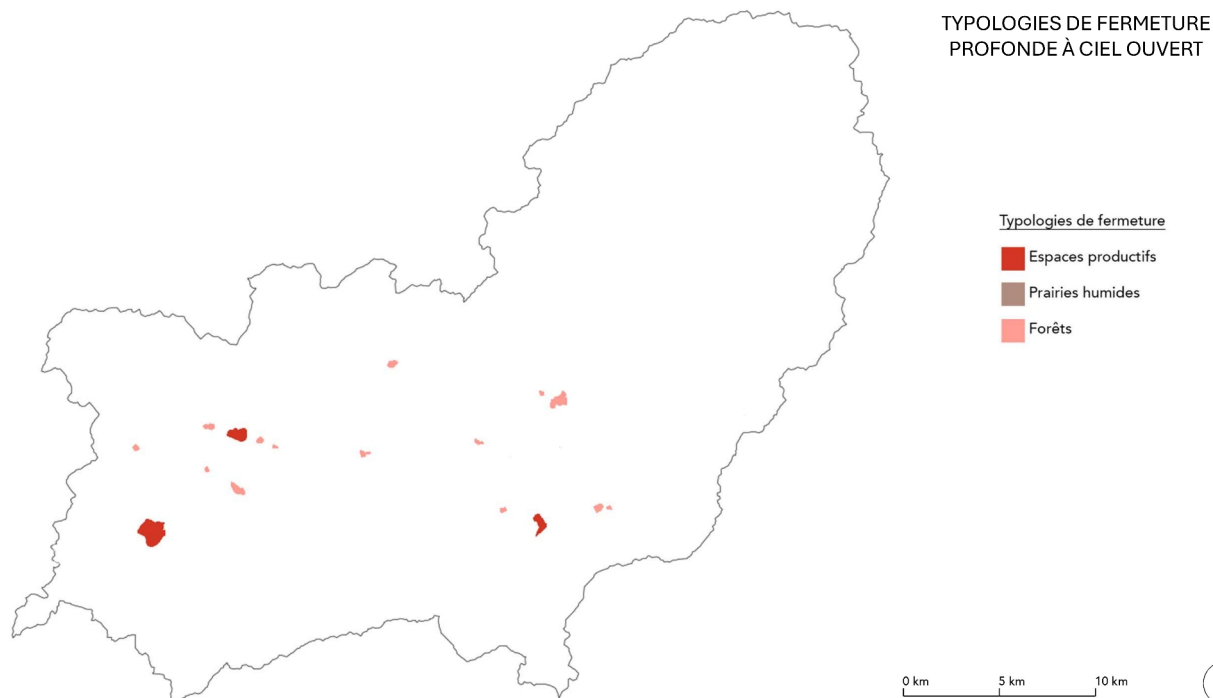 TYPOLOGIES DE FERMETURE
PROFONDE À CIEL OUVERT
Typologies de fermeture
Espaces productifs
Prairies humides
Forêts
0 km 5 km 10 km